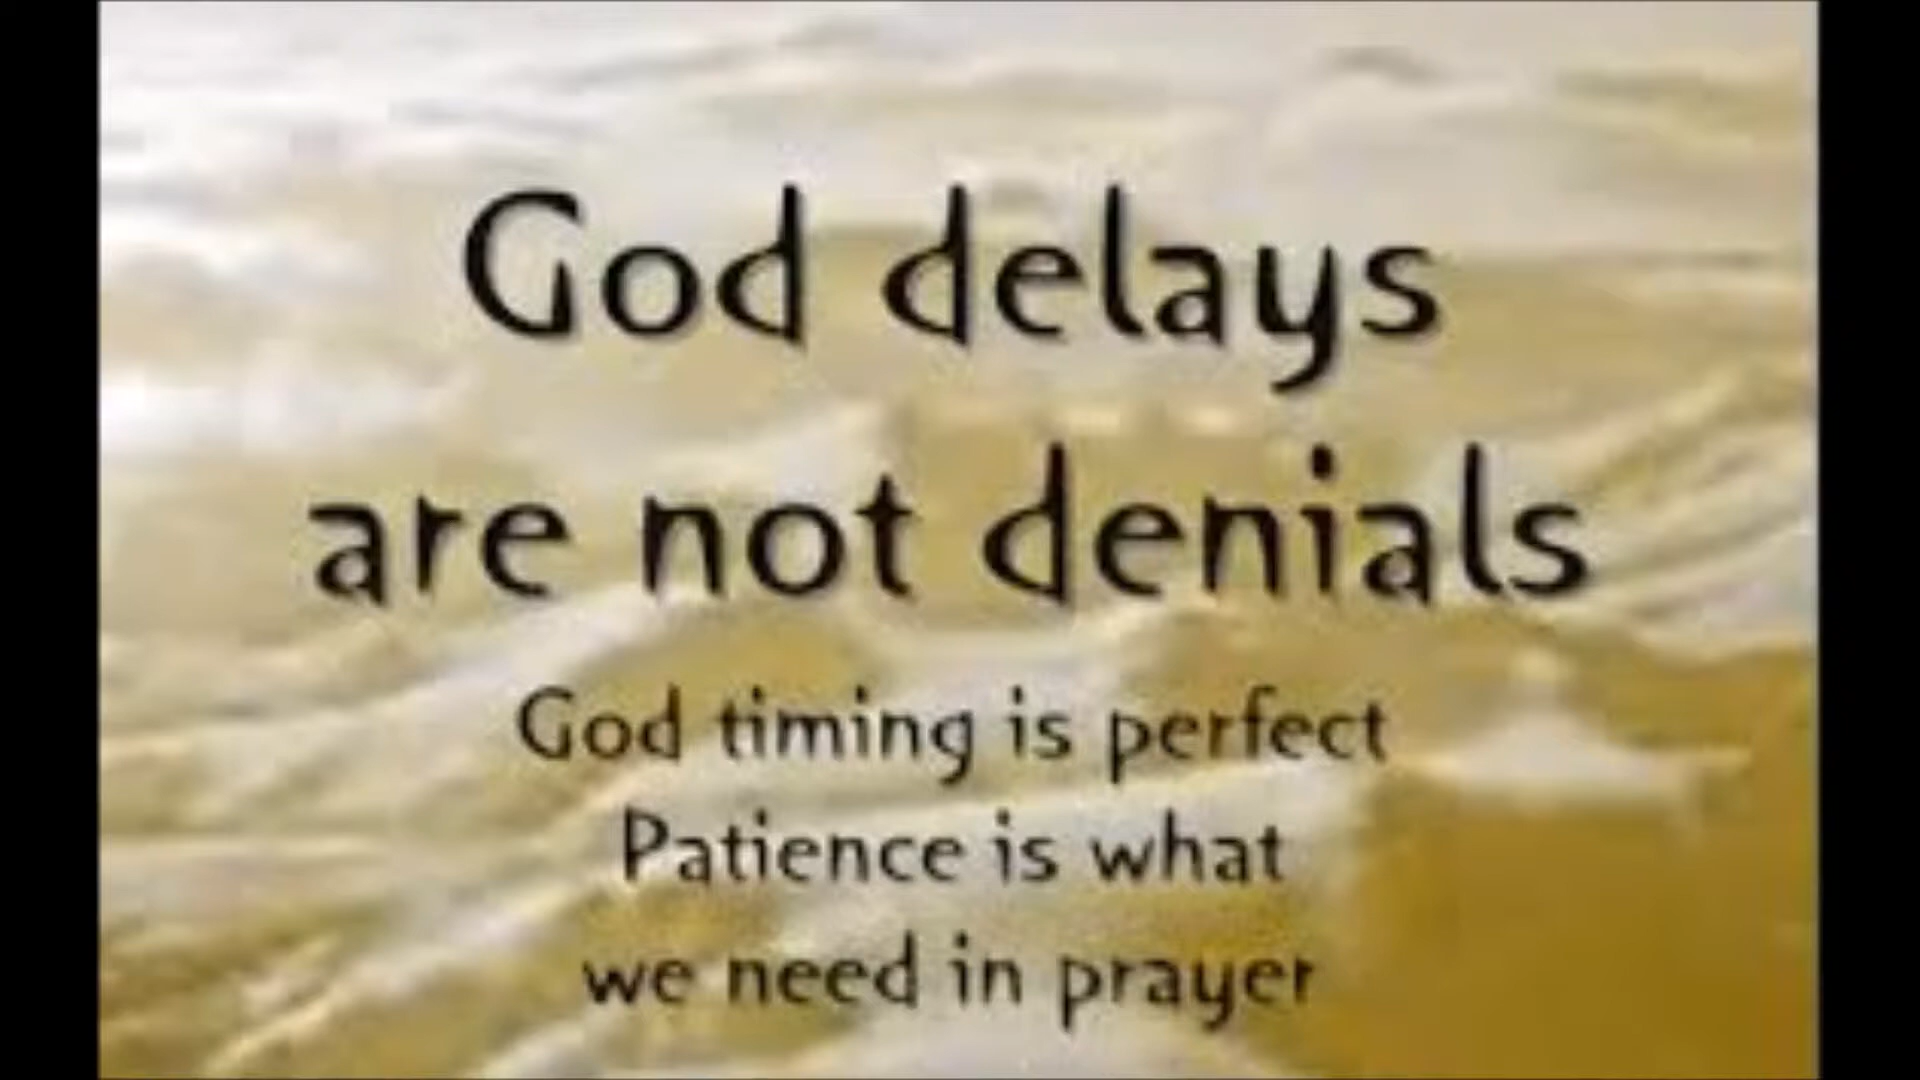 God delays
are not denials
God timing is perfect
Patience is what
we need in prayer